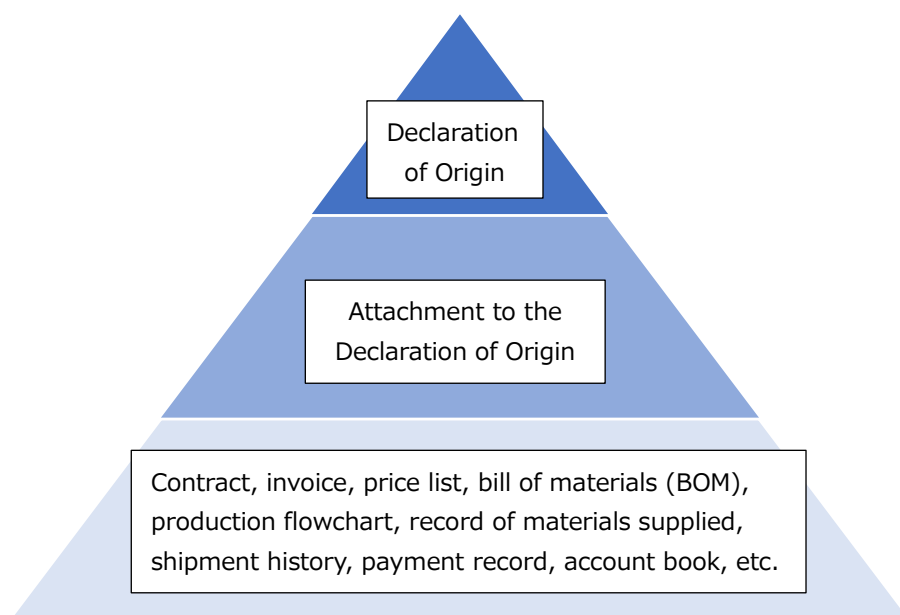 Declaration
of Origin
Attachment to the
Declaration of Origin
Contract, invoice, price list, bill of materials (BOM),
production flowchart, record of materials supplied,
shipment history, payment record, account book, etc.